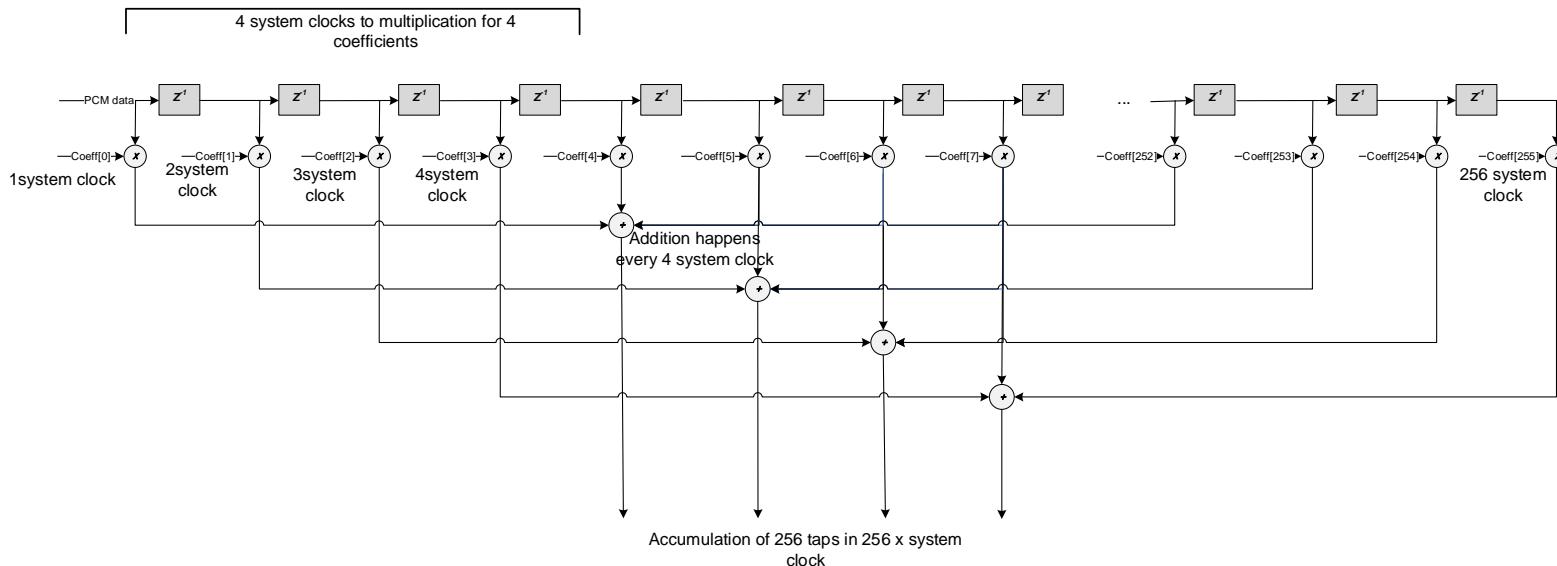 4 system clocks to multiplication for 4
coefficients
PCM data
Z-1
Z-1
Z-1
Z-1
Z-1
Z-1
Z-1
Z-1
...
Z-1
Z-1
Z-1
Coeff[0]
x
Coeff[1]
x
Coeff[2]
x
Coeff[3]
x
Coeff[4]
x
Coeff[5]
x
Coeff[6]
x
Coeff[7]
x
Coeff[252]
x
Coeff[253]
x
Coeff[254]
x
Coeff[255]
x
1system clock
2system
clock
3system
clock
4system
clock
256 system
clock
+
Addition happens
every 4 system clock
+
+
+
Accumulation of 256 taps in 256 x system
clock